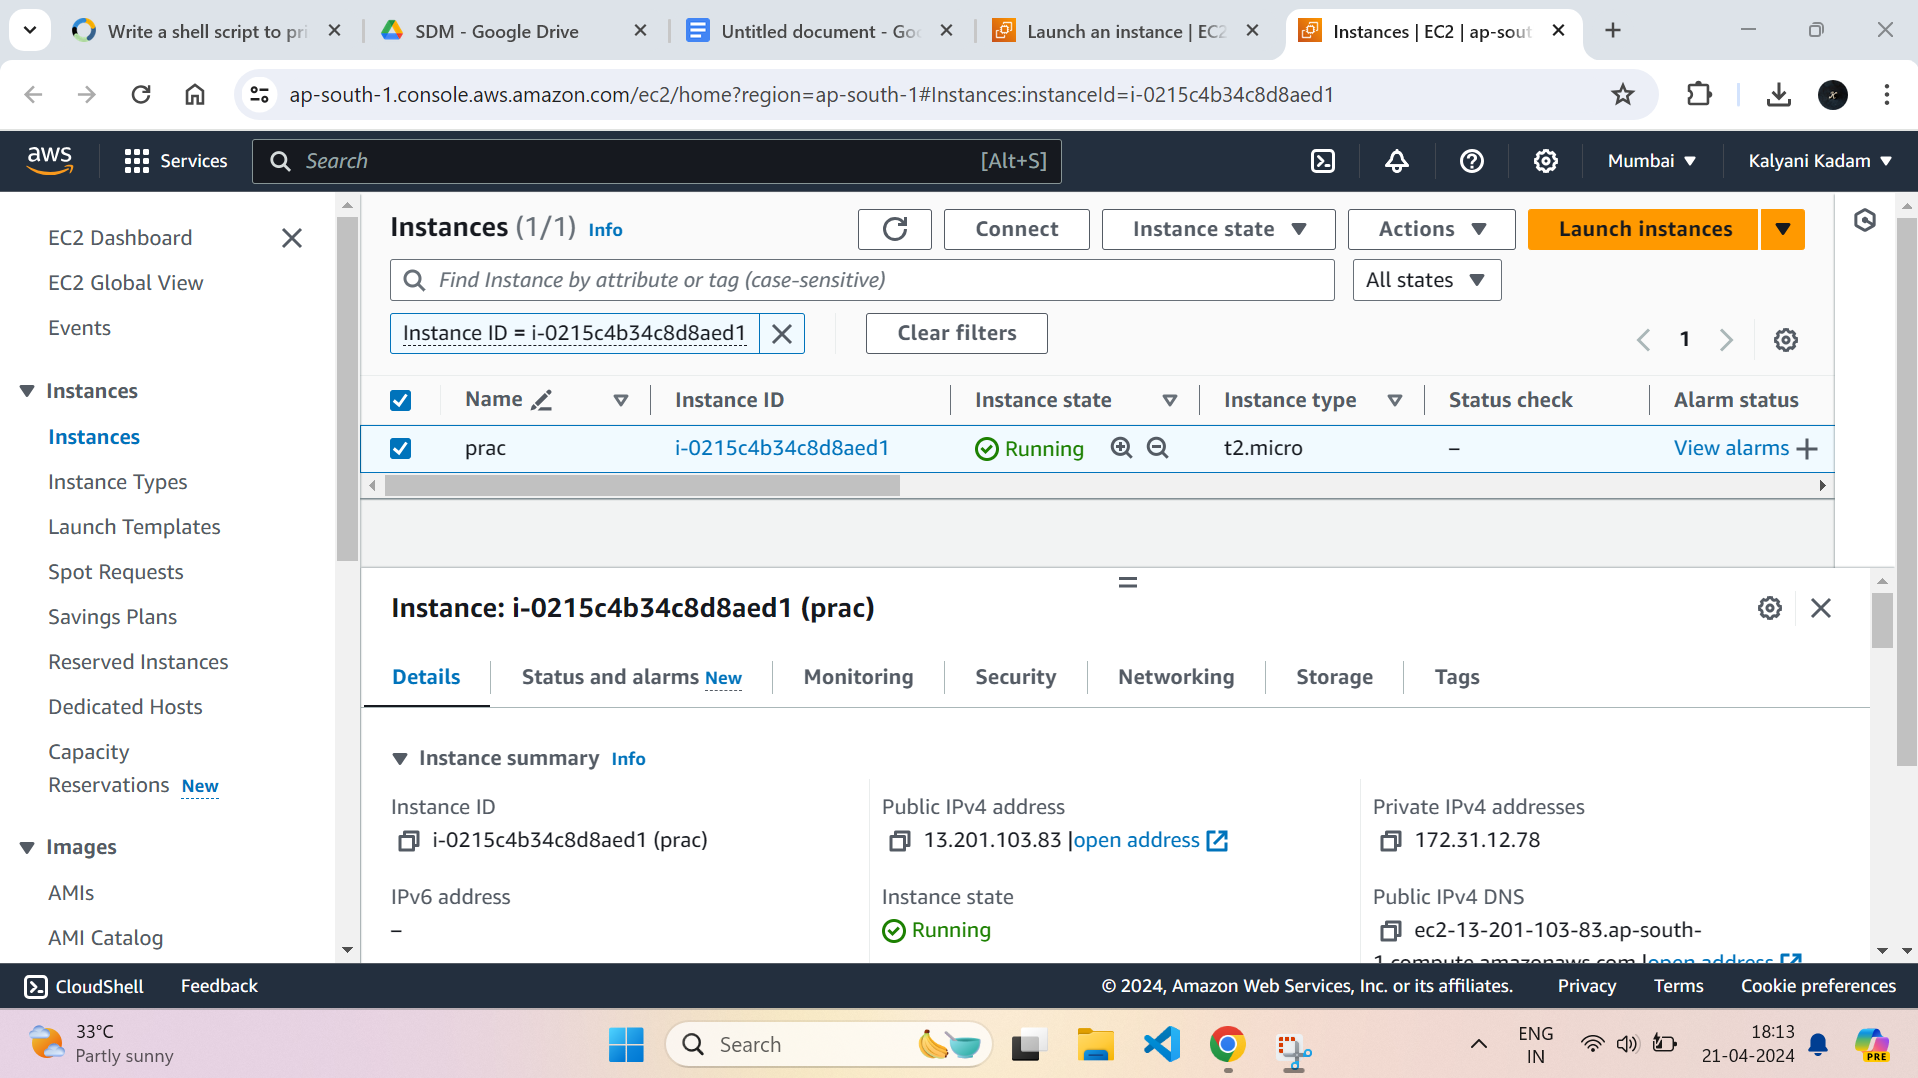 Write a shell script to pri
SDM - Google Drive
Untitled document - Goo
Launch an instance | EC2
Instances | EC2 | ap-sout
ap-south-1.console.aws.amazon.com/ec2/home?region=ap-south-1#Instances:instanceId=i-0215c4b34c8d8aed1
aws
Services
Search
[Alt+S]
Mumbai
Kalyani Kadam
EC2 Dashboard
EC2 Global View
Events
Instances
Instances
Instance Types
Launch Templates
Spot Requests
Savings Plans
Reserved Instances
Dedicated Hosts
Capacity
Reservations New
Images
AMIs
AMI Catalog
Instances (1/1) Info
Connect
Instance state
Actions
Launch instances
Find Instance by attribute or tag (case-sensitive)
All states
Instance ID = i-0215c4b34c8d8aed1
Clear filters
1
Name
Instance ID
Instance state
Instance type
Status check
Alarm status
prac
i-0215c4b34c8d8aed1
Running
t2.micro
–
View alarms
Instance: i-0215c4b34c8d8aed1 (prac)
Details
Status and alarms New
Monitoring
Security
Networking
Storage
Tags
Instance summary Info
Instance ID
i-0215c4b34c8d8aed1 (prac)
Public IPv4 address
13.201.103.83 |open address
Private IPv4 addresses
172.31.12.78
IPv6 address
–
Instance state
Running
Public IPv4 DNS
ec2-13-201-103-83.ap-south-
1.compute.amazonaws.com |open address
CloudShell
Feedback
© 2024, Amazon Web Services, Inc. or its affiliates.
Privacy
Terms
Cookie preferences
33°C
Partly sunny
Search
ENG
IN
18:13
21-04-2024
PRE